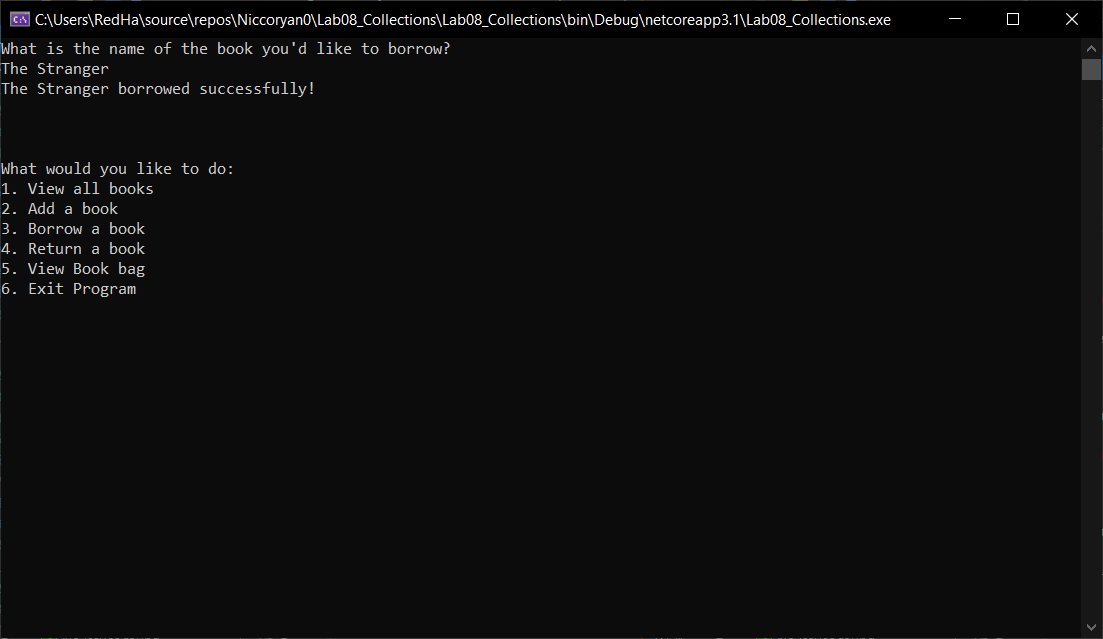 C:\Users\RedHa\source\repos\Niccoryan0\Lab08_Collections\Lab08_Collections\bin\Debug\netcoreapp3.1\Lab08_Collections.exe
What is the name of the book you'd like to borrow?
The Stranger
The Stranger borrowed successfully!
What would you like to do:
1. View all books
2. Add a book
3. Borrow a book
4. Return a book
5. View Book bag
6. Exit Program